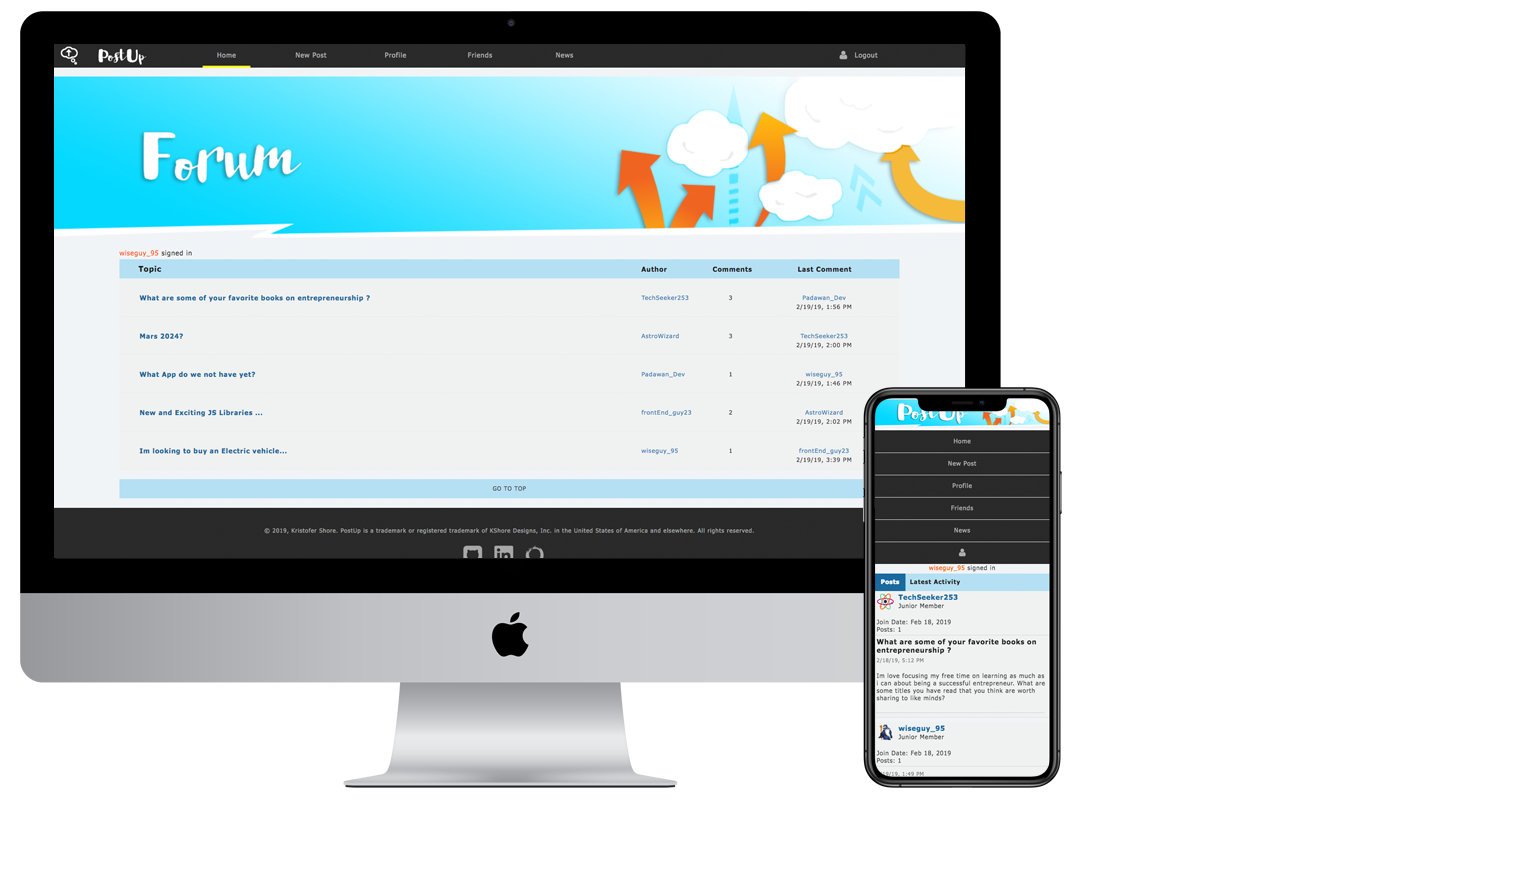 PostUp Home New Post Profile Friends News Logout
Forum
wiseguy_95 signed in
Topic Author Comments Last Comment
What are some of your favorite books on entrepreneurship ? TechSeeker253 3 Padawan_Dev
2/19/19, 1:56 PM
Mars 2024? AstroWizard 3 TechSeeker253
2/19/19, 2:00 PM
What App do we not have yet? Padawan_Dev 1 wiseguy_95
2/19/19, 1:46 PM
New and Exciting JS Libraries ... frontEnd_guy23 2 AstroWizard
2/19/19, 2:02 PM
Im looking to buy an Electric vehicle... wiseguy_95 1 frontEnd_guy23
2/19/19, 3:39 PM
GO TO TOP
© 2019, Kristofer Shore. PostUp is a trademark or registered trademark of KShore Designs, Inc. in the United States of America and elsewhere. All rights reserved.
in
PostUp
Home
New Post
Profile
Friends
News
wiseguy_95 signed in
Posts Latest Activity
TechSeeker253
Junior Member
Join Date: Feb 18, 2019
Posts: 1
What are some of your favorite books on
entrepreneurship ?
2/18/19, 5:12 PM
Im love focusing my free time on learning as much as
i can about being a successful entrepreneur. What are
some titles you have read that you think are worth
sharing to like minds?
wiseguy_95
Junior Member
Join Date: Feb 18, 2019
Posts: 1
1:49 PM